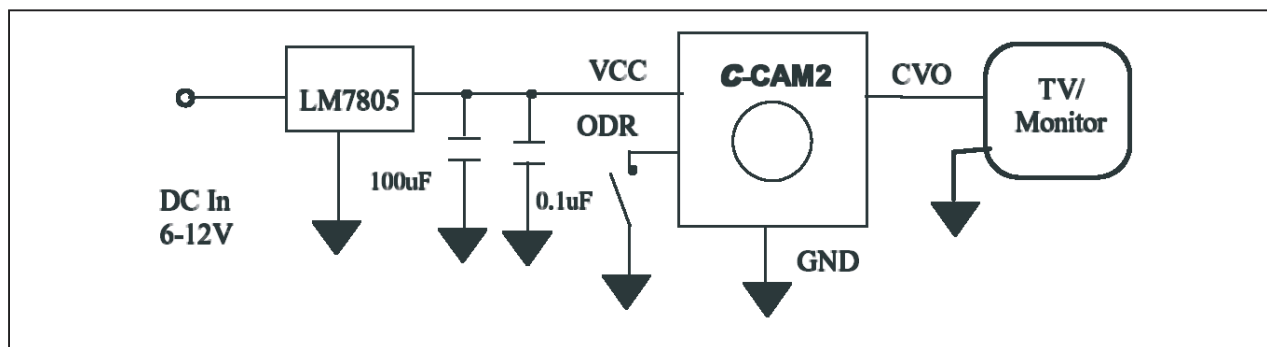 LM7805
DC In
6-12V
100uF
0.1uF
VCC
ODR
C-CAM2
GND
CVO
TV/
Monitor